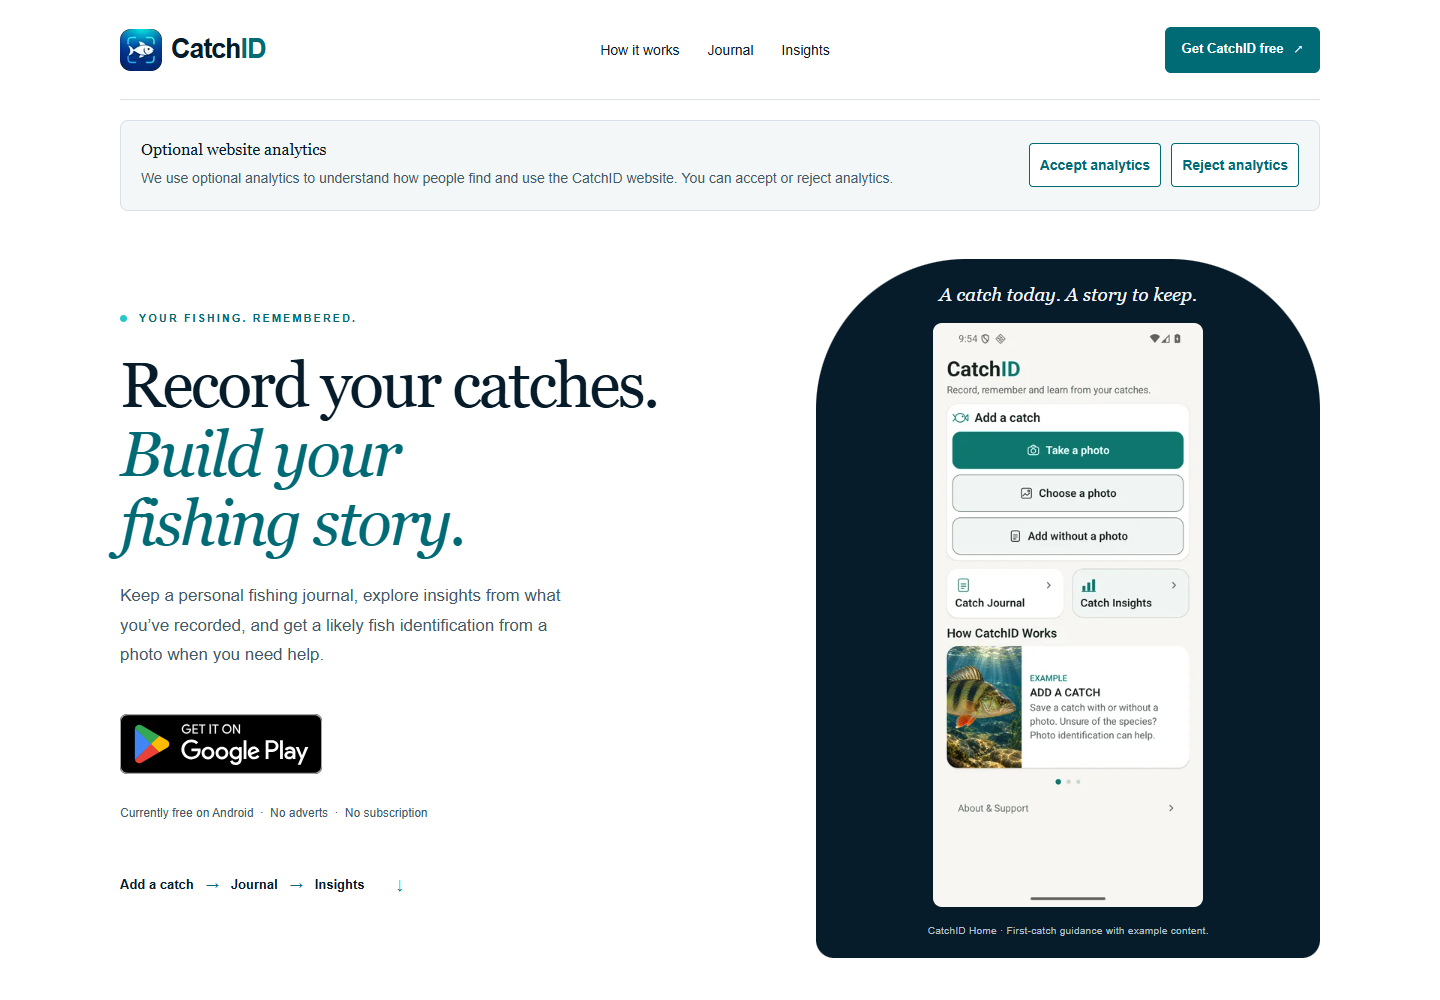 CatchID
How it works
Journal
Insights
Get CatchID free ↗
Optional website analytics
We use optional analytics to understand how people find and use the CatchID website. You can accept or reject analytics.
Accept analytics
Reject analytics
YOUR FISHING. REMEMBERED.
Record your catches.
Build your
fishing story.
Keep a personal fishing journal, explore insights from what
you’ve recorded, and get a likely fish identification from a
photo when you need help.
GET IT ON
Google Play
Currently free on Android · No adverts · No subscription
Add a catch → Journal → Insights ↓
A catch today. A story to keep.
9:54
CatchID
Record, remember and learn from your catches.
Add a catch
Take a photo
Choose a photo
Add without a photo
Catch Journal
Catch Insights
How CatchID Works
EXAMPLE
ADD A CATCH
Save a catch with or without a
photo. Unsure of the species?
Photo identification can help.
About & Support
CatchID Home · First-catch guidance with example content.